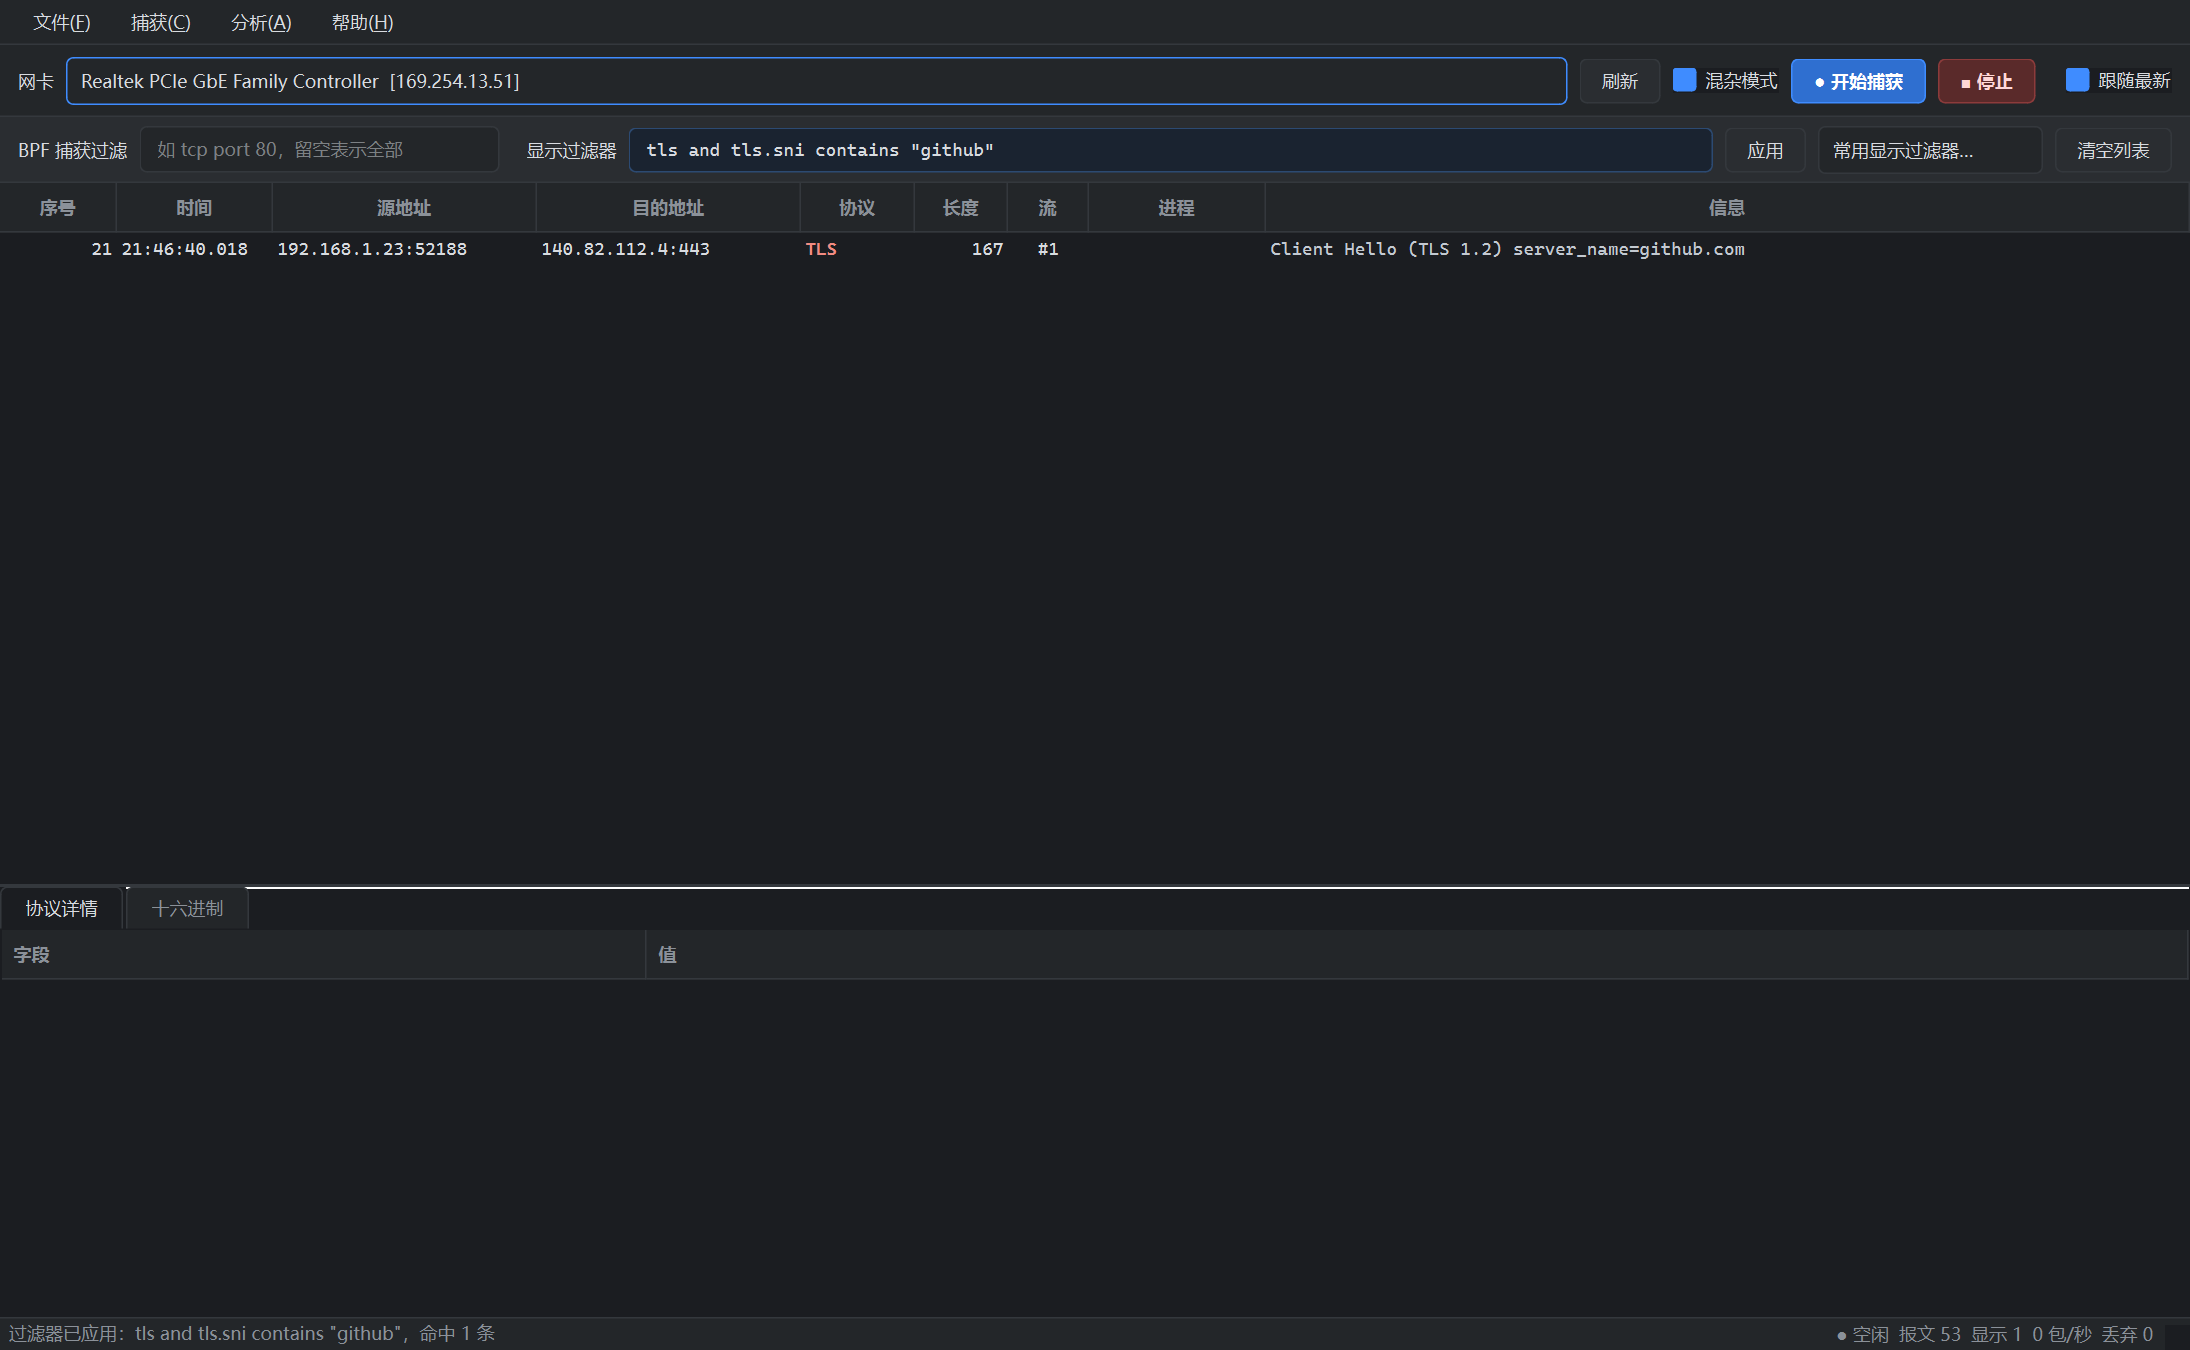 文件(F) 捕获(C) 分析(A) 帮助(H)
网卡 Realtek PCIe GbE Family Controller [169.254.13.51] 刷新 混杂模式 ● 开始捕获 ■ 停止 跟随最新
BPF 捕获过滤 如 tcp port 80，留空表示全部 显示过滤器 tls and tls.sni contains "github" 应用 常用显示过滤器... 清空列表
序号 时间 源地址 目的地址 协议 长度 流 进程 信息
21 21:46:40.018 192.168.1.23:52188 140.82.112.4:443 TLS 167 #1 Client Hello (TLS 1.2) server_name=github.com
协议详情 十六进制
字段 值
过滤器已应用：tls and tls.sni contains "github"，命中 1 条 ● 空闲 报文 53 显示 1 0 包/秒 丢弃 0